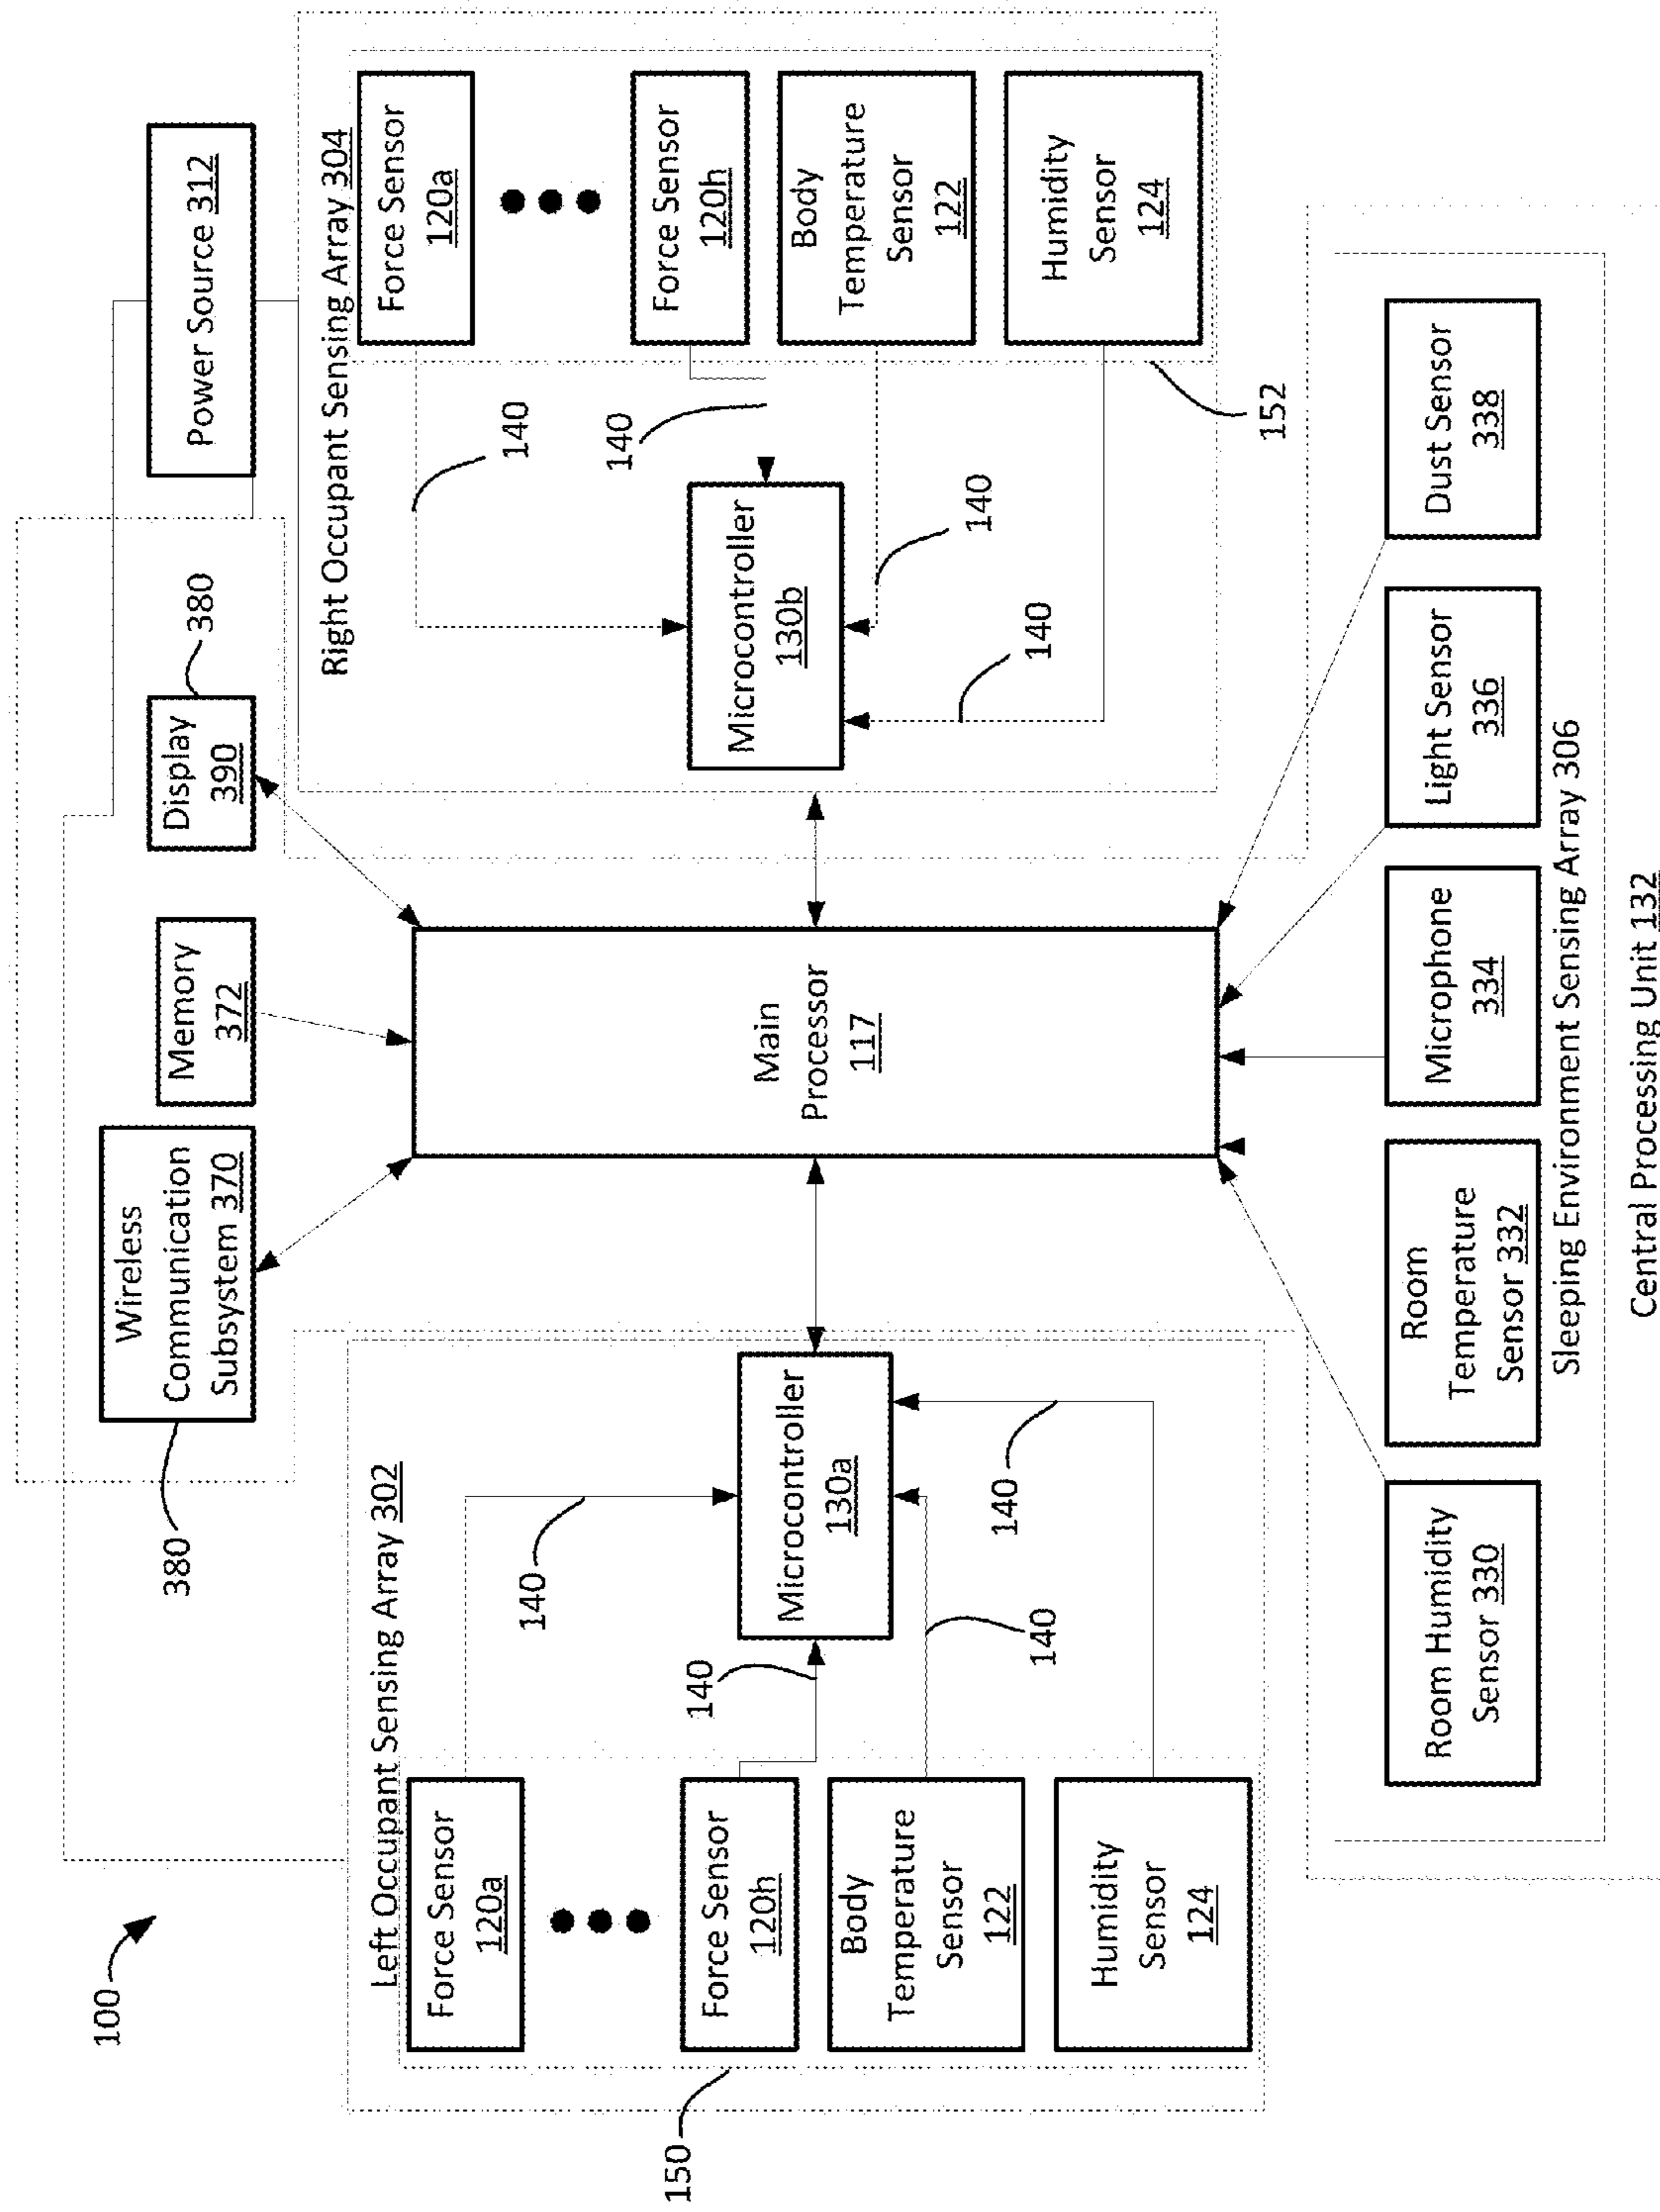 100
380
Wireless
Communication
Subsystem 370
Memory
372
Display
390
380
Power Source 312
Left Occupant Sensing Array 302
Force Sensor
120a
Force Sensor
120h
Body
Temperature
Sensor
122
Humidity
Sensor
124
150
140
140
140
140
Microcontroller
130a
Main
Processor
117
Right Occupant Sensing Array 304
Microcontroller
130b
140
140
140
140
Force Sensor
120a
Force Sensor
120h
Body
Temperature
Sensor
122
Humidity
Sensor
124
152
Room Humidity
Sensor 330
Room
Temperature
Sensor 332
Microphone
334
Light Sensor
336
Dust Sensor
338
Sleeping Environment Sensing Array 306
Central Processing Unit 132